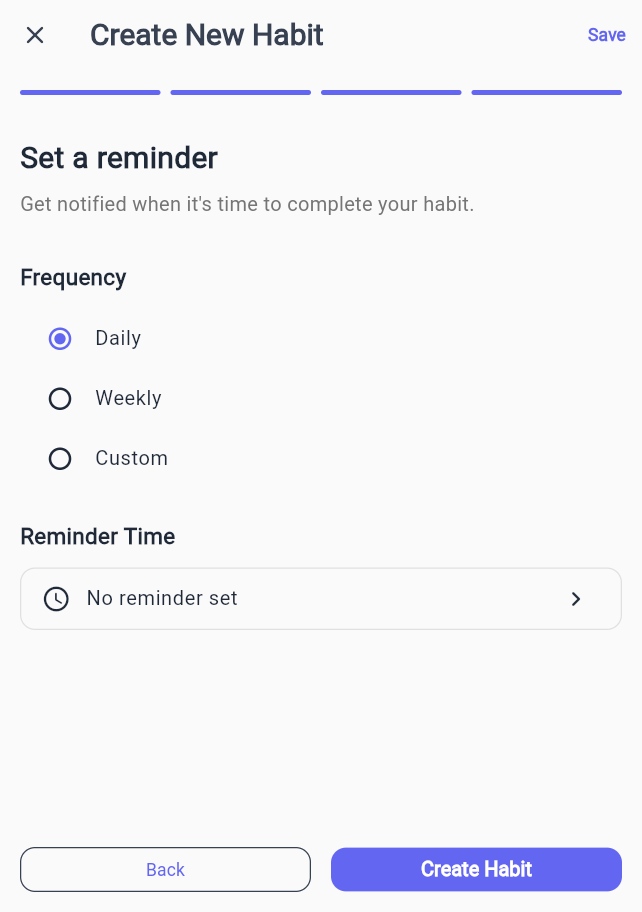 Create New Habit
Save
Set a reminder
Get notified when it's time to complete your habit.
Frequency
Daily
Weekly
Custom
Reminder Time
No reminder set
Back
Create Habit